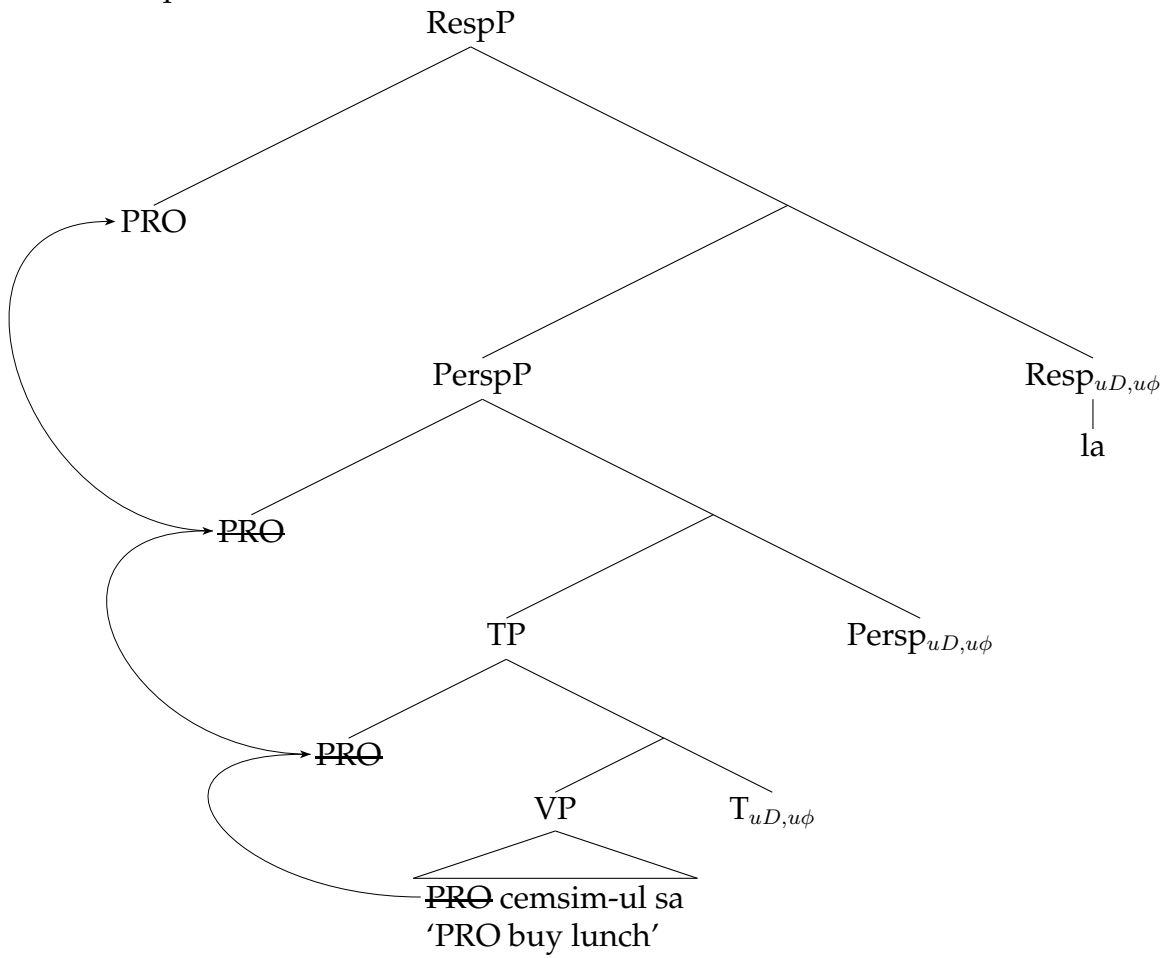 RespP
PRO
PerspP
Resp_{uD,uϕ}
la
~~PRO~~
TP
Persp_{uD,uϕ}
~~PRO~~
VP
T_{uD,uϕ}
~~PRO~~ cemsim-ul sa
‘PRO buy lunch’